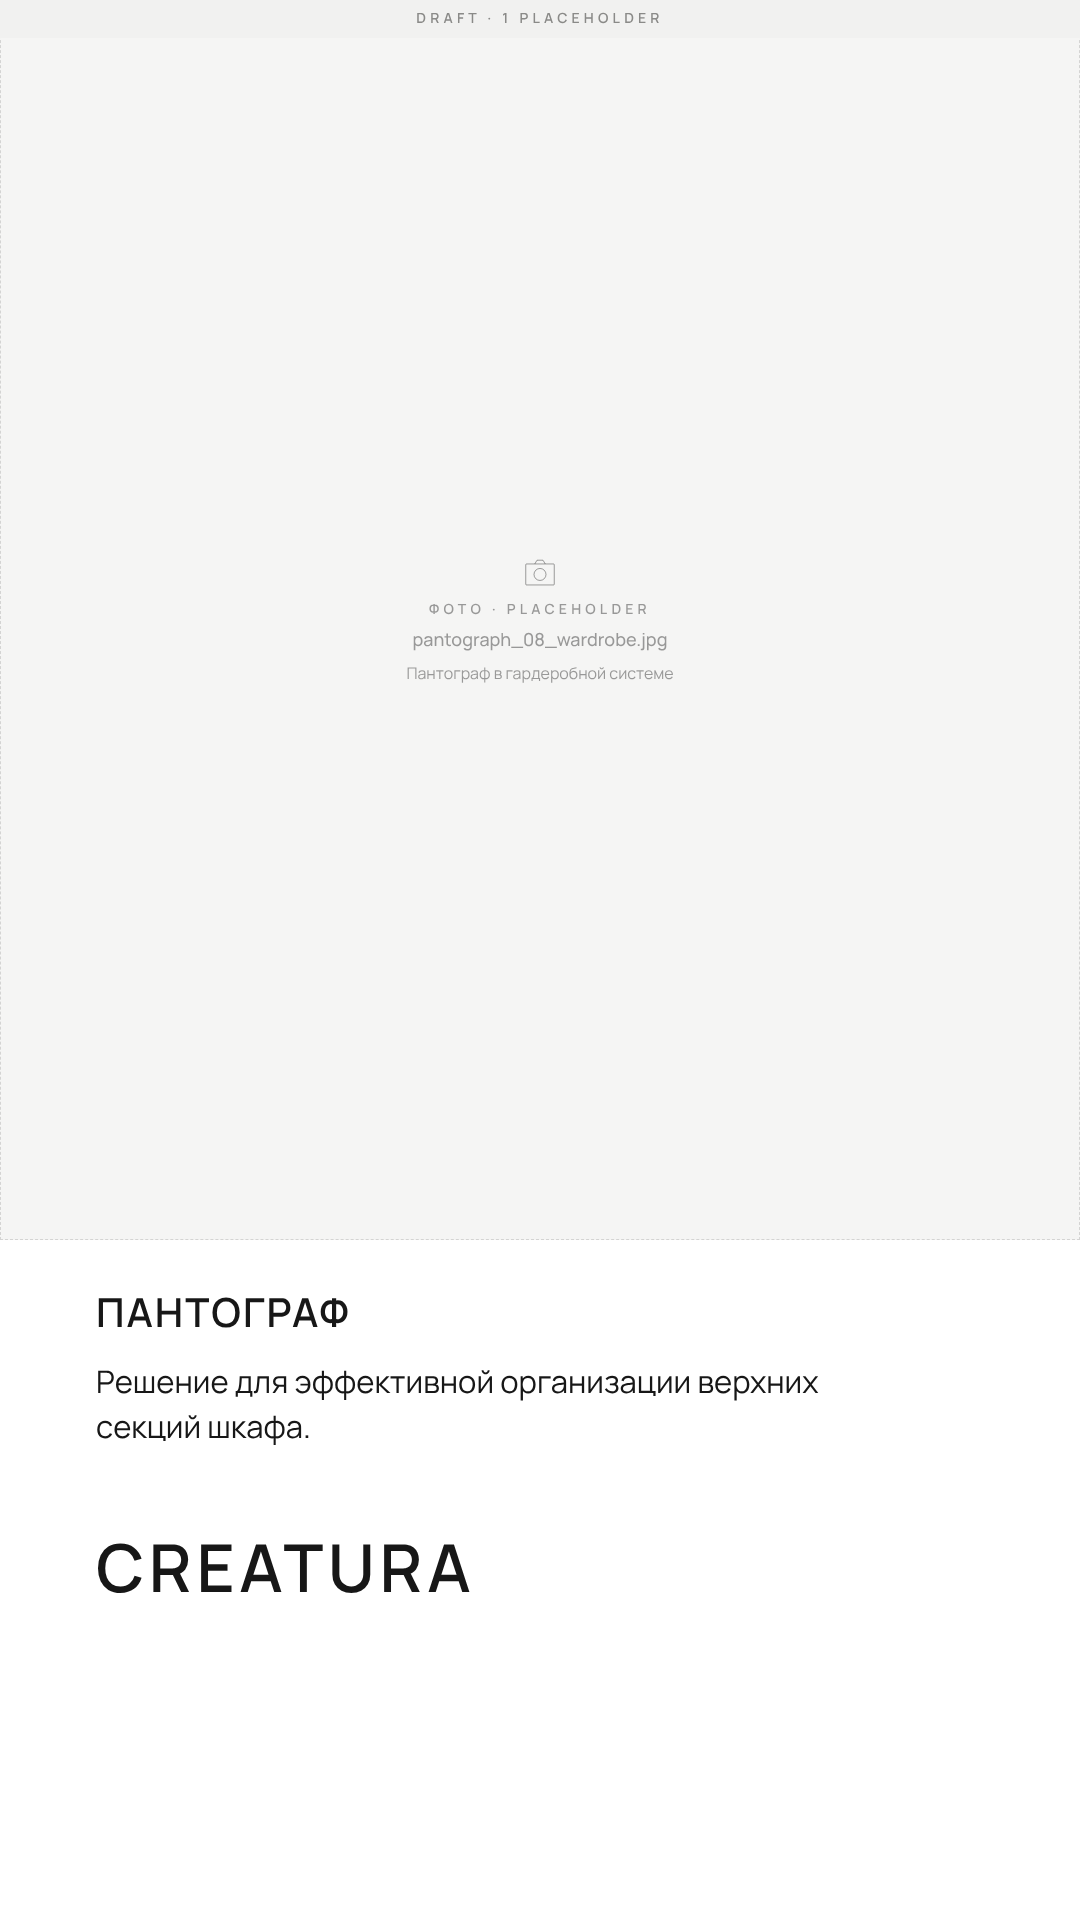 DRAFT · 1 PLACEHOLDER
ФОТО · PLACEHOLDER
pantograph_08_wardrobe.jpg
Пантограф в гардеробной системе
ПАНТОГРАФ
Решение для эффективной организации верхних
секций шкафа.
CREATURA